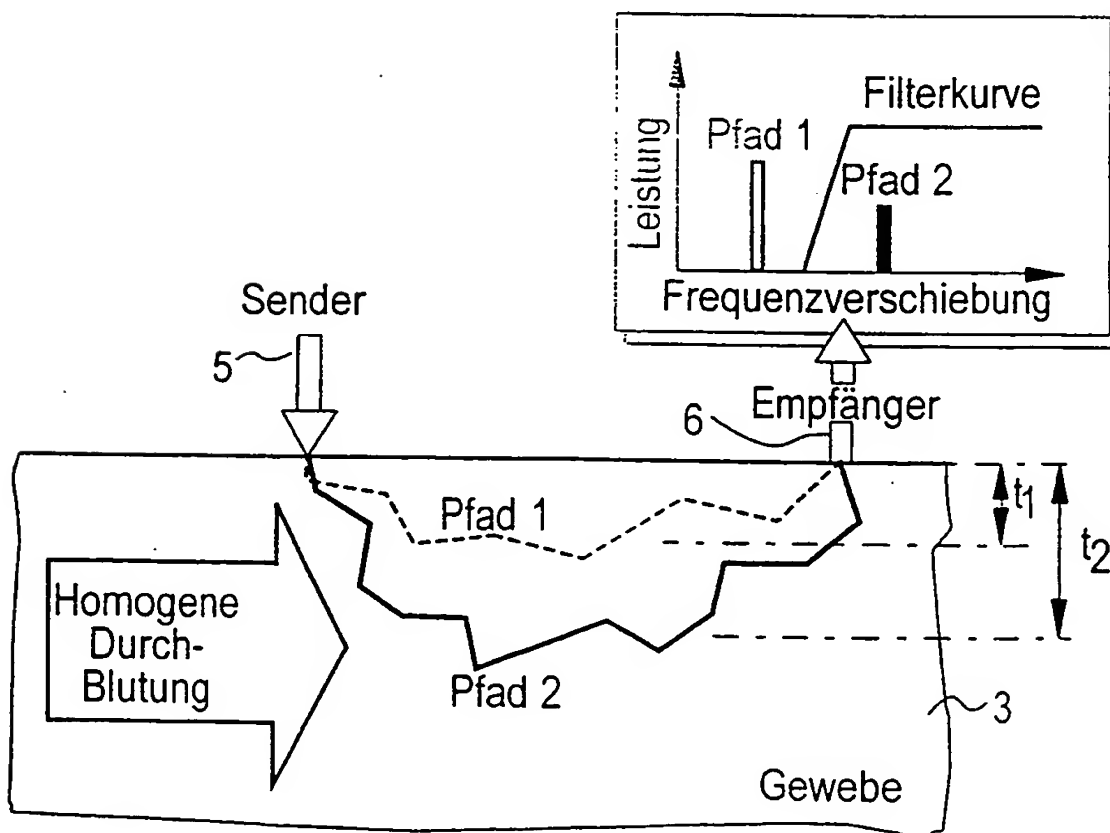 Leistung
Filterkurve
Pfad 1
Pfad 2
Frequenzverschiebung
Sender
5
Empfänger
6
Pfad 1
t1
t2
Homogene
Durch-
Blutung
Pfad 2
3
Gewebe